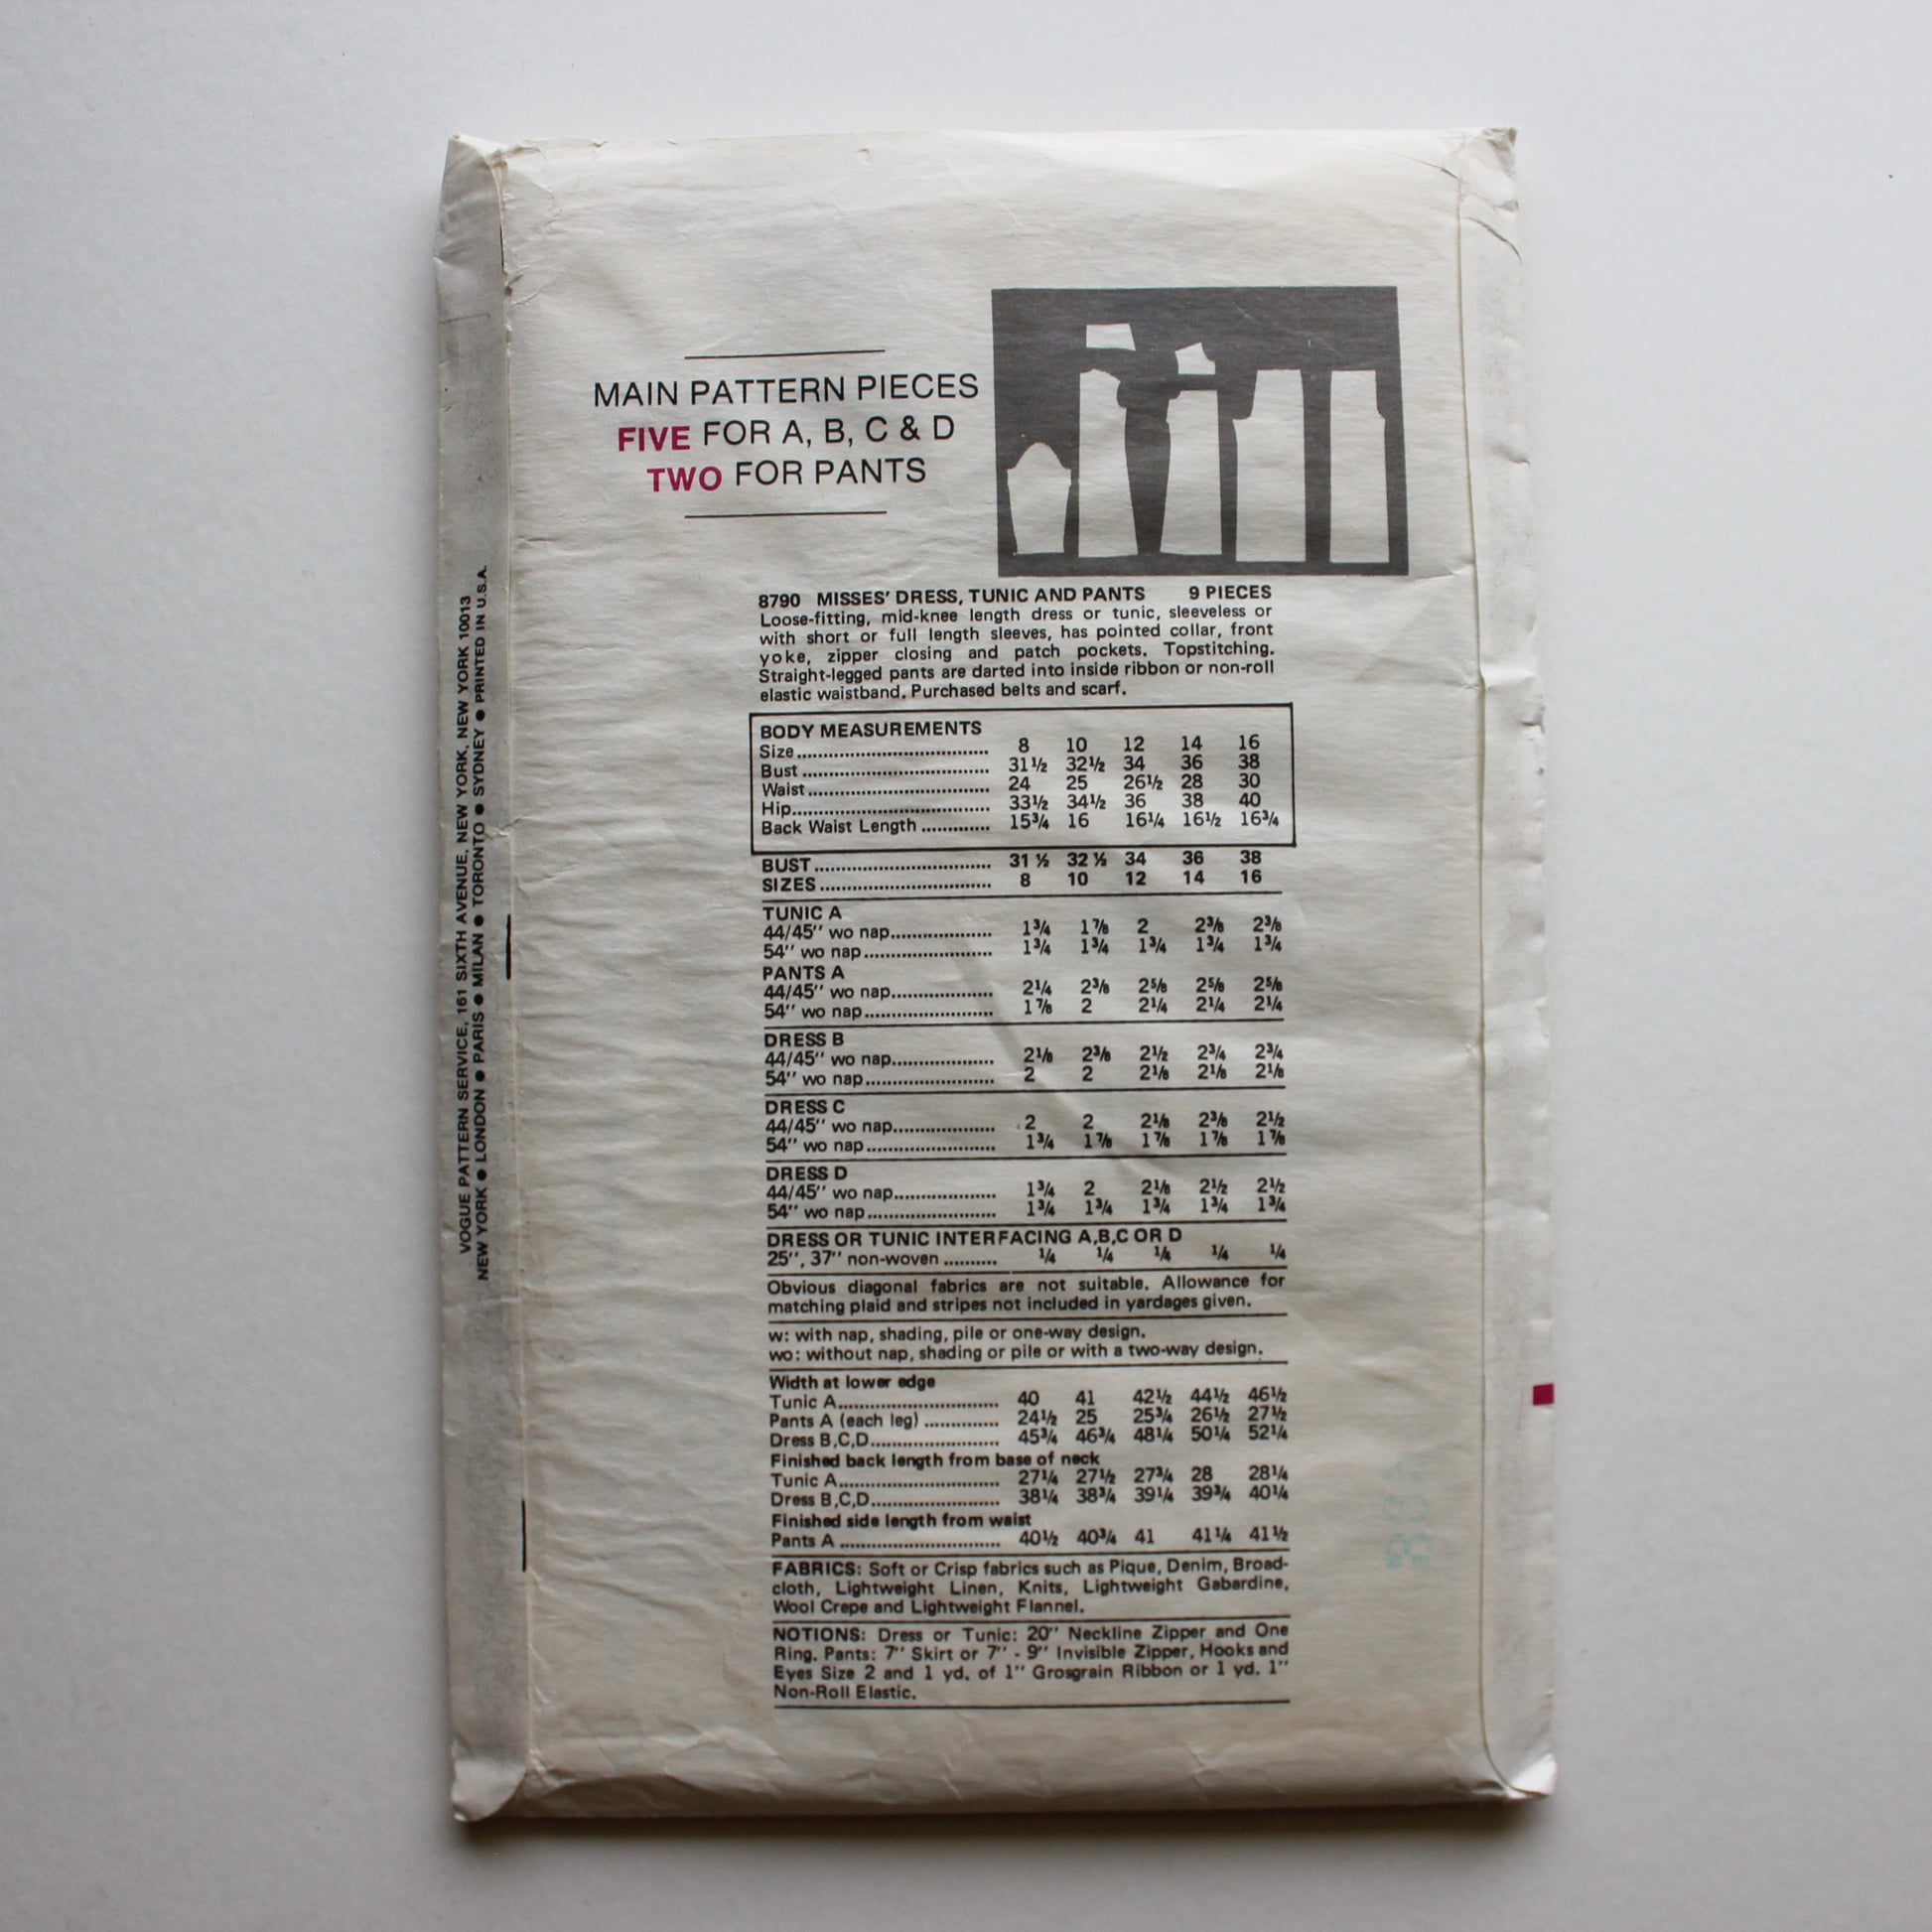 MAIN PATTERN PIECES
FIVE FOR A, B, C & D
TWO FOR PANTS
8790 MISSES' DRESS, TUNIC AND PANTS 9 PIECES
Loose-fitting, mid-knee length dress or tunic, sleeveless or
with short or full length sleeves, has pointed collar, front
yoke, zipper closing and patch pockets. Topstitching.
Straight-legged pants are darted into inside ribbon or non-roll
elastic waistband. Purchased belts and scarf.
BODY MEASUREMENTS
Size 8 10 12 14 16
Bust 31½ 32½ 34 36 38
Waist 24 25 26½ 28 30
Hip 33½ 34½ 36 38 40
Back Waist Length 15¾ 16 16¼ 16½ 16¾
BUST 31 ½ 32 ½ 34 36 38
SIZES 8 10 12 14 16
TUNIC A
44/45" wo nap 1¾ 1⅞ 2 2⅜ 2⅜
54" wo nap 1¾ 1¾ 1¾ 1¾ 1¾
PANTS A
44/45" wo nap 2¼ 2⅜ 2⅝ 2⅝ 2⅝
54" wo nap 1⅞ 2 2¼ 2¼ 2¼
DRESS B
44/45" wo nap 2⅛ 2⅜ 2½ 2¾ 2¾
54" wo nap 2 2 2⅛ 2⅛ 2⅛
DRESS C
44/45" wo nap 2 2 2⅛ 2⅜ 2½
54" wo nap 1¾ 1⅞ 1⅞ 1⅞ 1⅞
DRESS D
44/45" wo nap 1¾ 2 2⅛ 2½ 2½
54" wo nap 1¾ 1¾ 1¾ 1¾ 1¾
DRESS OR TUNIC INTERFACING A,B,C OR D
25", 37" non-woven ¼ ¼ ¼ ¼ ¼
Obvious diagonal fabrics are not suitable. Allowance for
matching plaid and stripes not included in yardages given.
w: with nap, shading, pile or one-way design.
wo: without nap, shading or pile or with a two-way design.
Width at lower edge
Tunic A 40 41 42½ 44½ 46½
Pants A (each leg) 24½ 25 25¾ 26½ 27½
Dress B,C,D 45¾ 46¾ 48¼ 50¼ 52¼
Finished back length from base of neck
Tunic A 27¼ 27½ 27¾ 28 28¼
Dress B,C,D 38¼ 38¾ 39¼ 39¾ 40¼
Finished side length from waist
Pants A 40½ 40¾ 41 41¼ 41½
FABRICS: Soft or Crisp fabrics such as Pique, Denim, Broad-
cloth, Lightweight Linen, Knits, Lightweight Gabardine,
Wool Crepe and Lightweight Flannel.
NOTIONS: Dress or Tunic: 20" Neckline Zipper and One
Ring. Pants: 7" Skirt or 7" - 9" Invisible Zipper, Hooks and
Eyes Size 2 and 1 yd. of 1" Grosgrain Ribbon or 1 yd. 1"
Non-Roll Elastic.
VOGUE PATTERN SERVICE, 161 SIXTH AVENUE, NEW YORK, NEW YORK 10013
NEW YORK ● LONDON ● PARIS ● MILAN ● TORONTO ● SYDNEY ● PRINTED IN U.S.A.